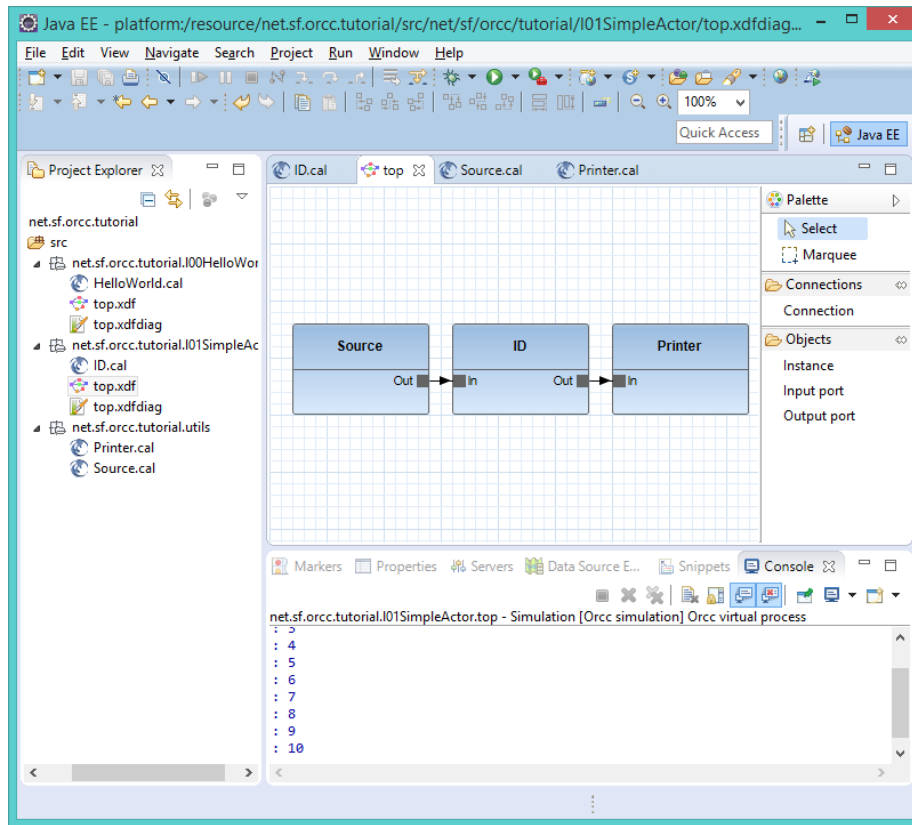 Java EE - platform:/resource/net.sf.orcc.tutorial/src/net/sf/orcc/tutorial/I01SimpleActor/top.xdfdiag...
File Edit View Navigate Search Project Run Window Help
100%
Quick Access
Java EE
Project Explorer
ID.cal top Source.cal Printer.cal
net.sf.orcc.tutorial
src
net.sf.orcc.tutorial.I00HelloWor
HelloWorld.cal
top.xdf
top.xdfdiag
net.sf.orcc.tutorial.I01SimpleAc
ID.cal
top.xdf
top.xdfdiag
net.sf.orcc.tutorial.utils
Printer.cal
Source.cal
Source ID Printer
Out In Out In
Palette
Select
Marquee
Connections
Connection
Objects
Instance
Input port
Output port
Markers Properties Servers Data Source E... Snippets Console
net.sf.orcc.tutorial.I01SimpleActor.top - Simulation [Orcc simulation] Orcc virtual process
: 3
: 4
: 5
: 6
: 7
: 8
: 9
: 10